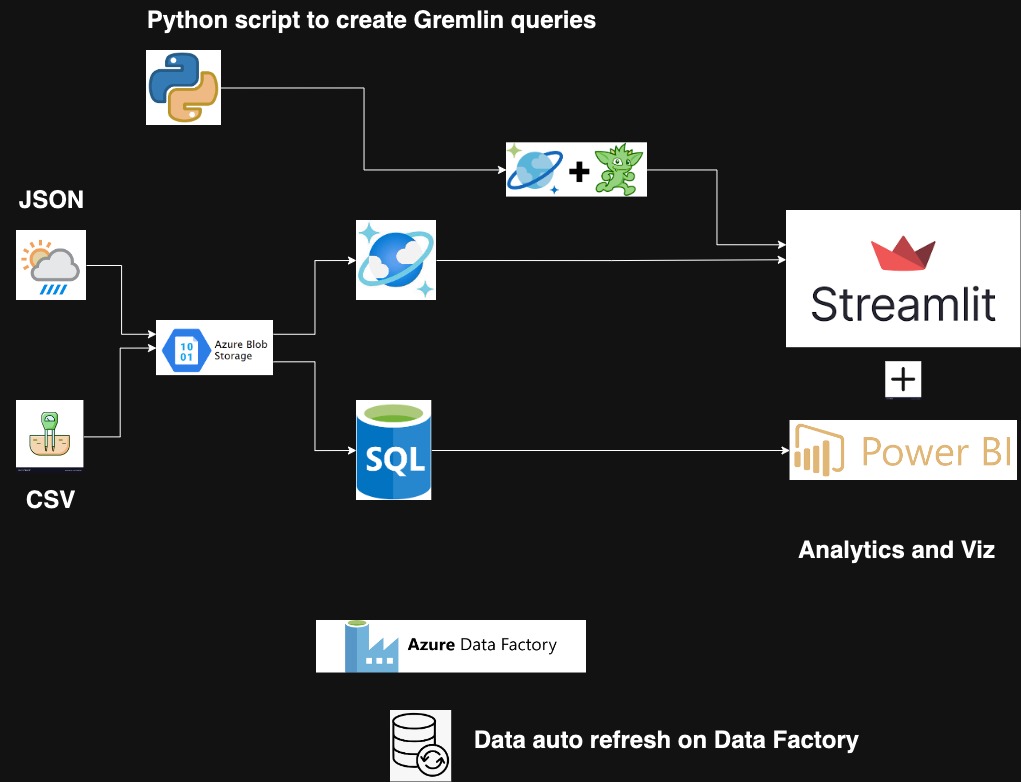 Python script to create Gremlin queries
JSON
Streamlit
10
01
Azure Blob
Storage
SQL
Power BI
CSV
Analytics and Viz
Azure Data Factory
Data auto refresh on Data Factory